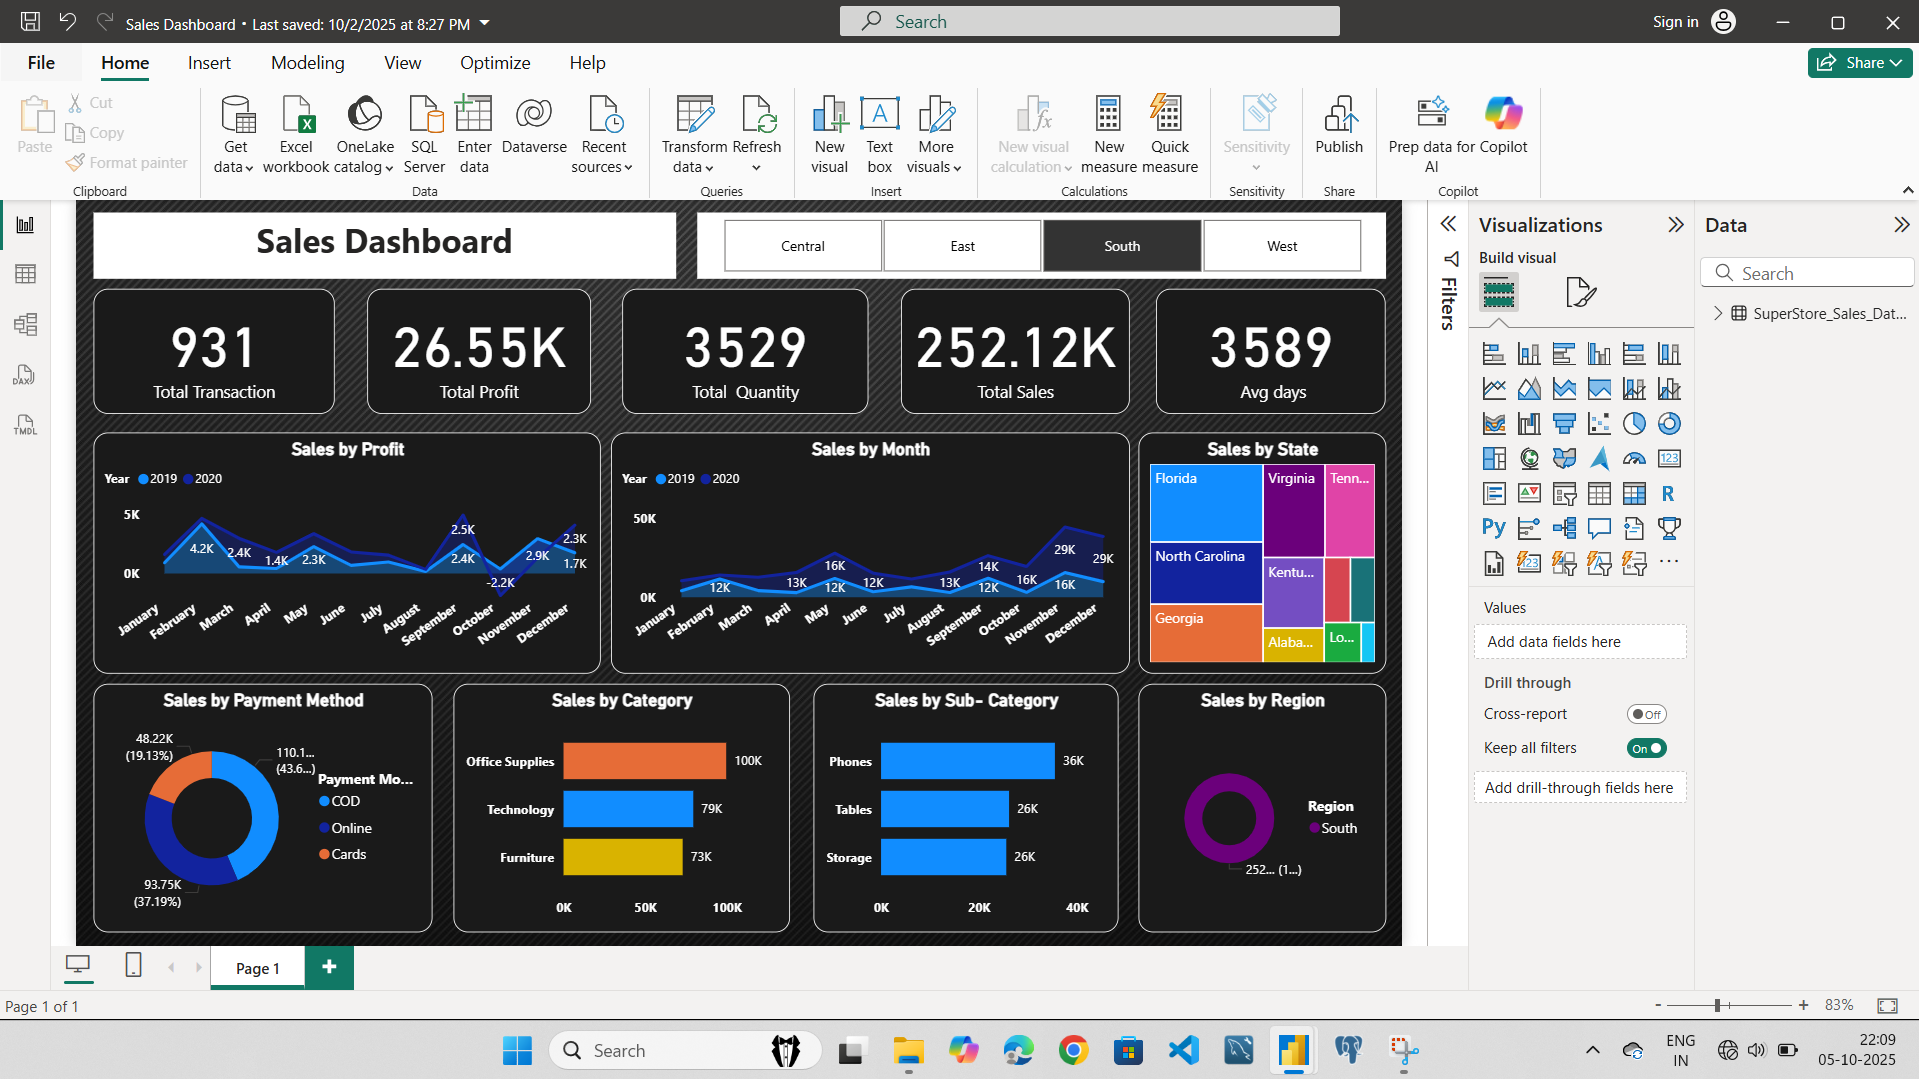 Sales Dashboard • Last saved: 10/2/2025 at 8:27 PM
Search
Sign in
File Home Insert Modeling View Optimize Help
Share
Paste
Cut
Copy
Format painter
Clipboard
Get data
Excel workbook
OneLake catalog
SQL Server
Enter data
Dataverse
Recent sources
Data
Transform data
Refresh
Queries
New visual
Text box
More visuals
Insert
New visual calculation
New measure
Quick measure
Calculations
Sensitivity
Sensitivity
Publish
Share
Prep data for AI
Copilot
Copilot
Sales Dashboard
Central
East
South
West
931
Total Transaction
26.55K
Total Profit
3529
Total Quantity
252.12K
Total Sales
3589
Avg days
Sales by Profit
Year 2019 2020
5K
0K
4.2K
2.4K
1.4K
2.3K
2.5K
2.4K
-2.2K
2.9K
2.3K
1.7K
January
February
March
April
May
June
July
August
September
October
November
December
Sales by Month
Year 2019 2020
50K
0K
12K
13K
16K
12K
12K
13K
14K
12K
16K
29K
16K
29K
January
February
March
April
May
June
July
August
September
October
November
December
Sales by State
Florida
Virginia
Tenn...
North Carolina
Kentu...
Georgia
Alaba...
Lo...
Sales by Payment Method
48.22K
(19.13%)
110.1...
(43.6...)
93.75K
(37.19%)
Payment Mo...
COD
Online
Cards
Sales by Category
Office Supplies 100K
Technology 79K
Furniture 73K
0K 50K 100K
Sales by Sub- Category
Phones 36K
Tables 26K
Storage 26K
0K 20K 40K
Sales by Region
Region
South
252... (1...)
Filters
Visualizations
Build visual
123
R
Py
123
Values
Add data fields here
Drill through
Cross-report Off
Keep all filters On
Add drill-through fields here
Data
Search
SuperStore_Sales_Dat...
DAX
TMDL
Page 1
Page 1 of 1
- + 83%
Search
ENG
IN
22:09
05-10-2025